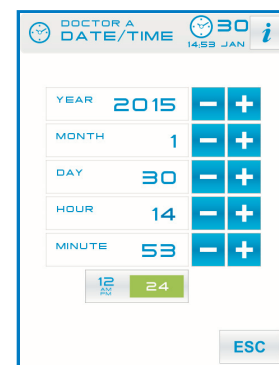 DOCTOR A
DATE/TIME
30
14:53 JAN
i
YEAR 2015 - +
MONTH 1 - +
DAY 30 - +
HOUR 14 - +
MINUTE 53 - +
12 AM PM 24
ESC